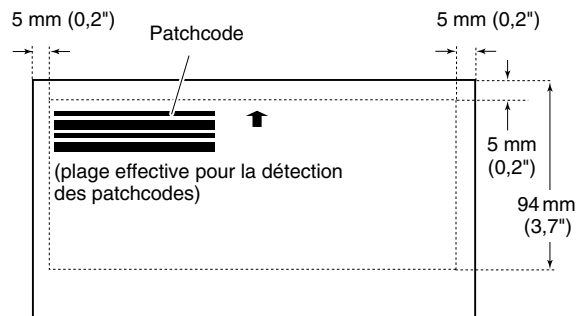 5 mm (0,2")
5 mm (0,2")
Patchcode
5 mm
(0,2")
(plage effective pour la détection
des patchcodes)
94 mm
(3,7")